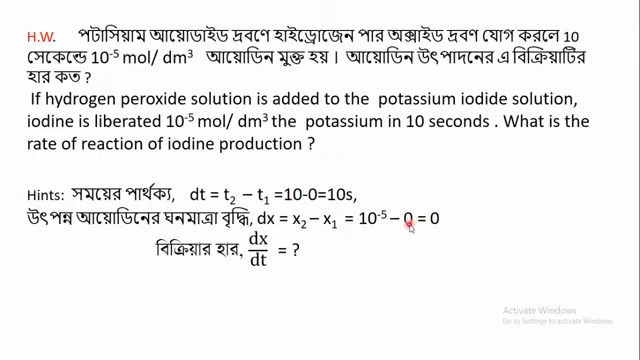 H.W. পটাসিয়াম আয়োডাইড দ্রবণে হাইড্রোজেন পার অক্সাইড দ্রবণ যোগ করলে 10
সেকেন্ডে 10⁻⁵ mol/ dm³ আয়োডিন মুক্ত হয় । আয়োডিন উৎপাদনের এ বিক্রিয়াটির
হার কত ?
If hydrogen peroxide solution is added to the potassium iodide solution,
iodine is liberated 10⁻⁵ mol/ dm³ the potassium in 10 seconds . What is the
rate of reaction of iodine production ?
Hints: সময়ের পার্থক্য, dt = t₂ – t₁ =10-0=10s,
উৎপন্ন আয়োডিনের ঘনমাত্রা বৃদ্ধি, dx = x₂ – x₁ = 10⁻⁵ – 0 = 0
বিক্রিয়ার হার, dx/dt = ?
Activate Windows
Go to Settings to activate Windows.